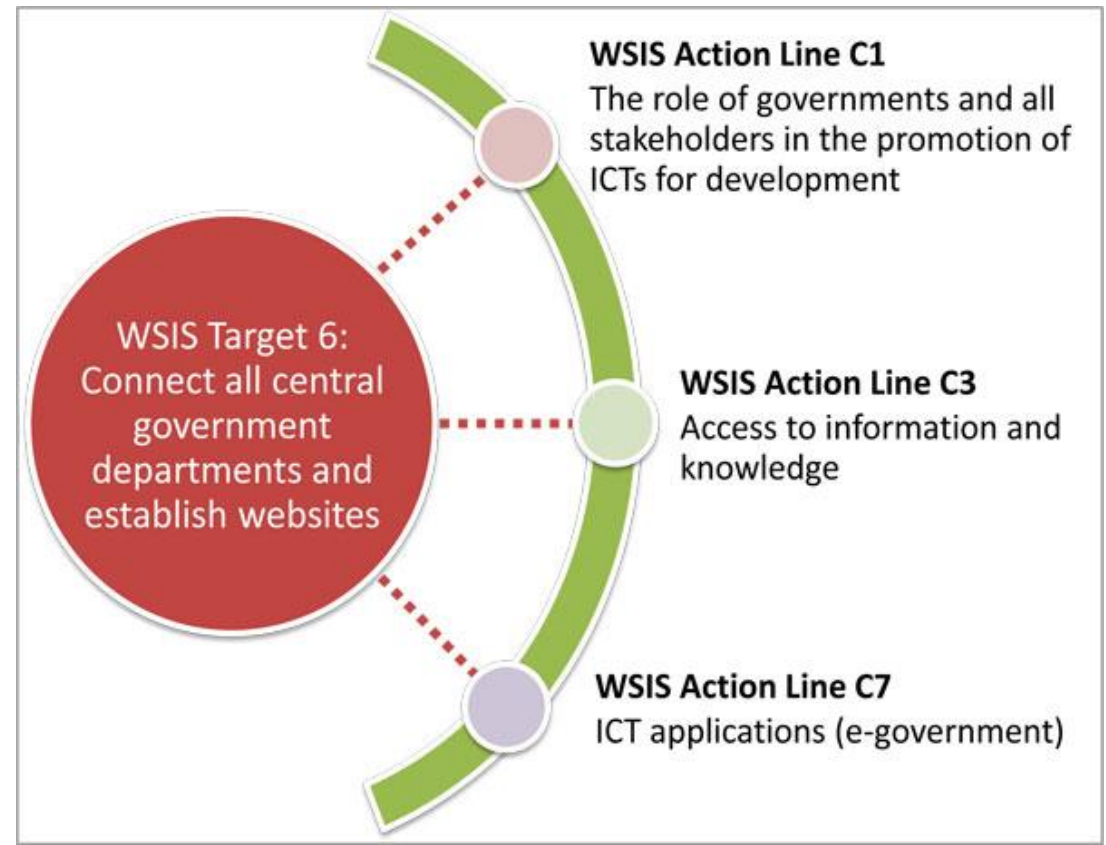 WSIS Target 6:
Connect all central
government
departments and
establish websites
WSIS Action Line C1
The role of governments and all
stakeholders in the promotion of
ICTs for development
WSIS Action Line C3
Access to information and
knowledge
WSIS Action Line C7
ICT applications (e-government)